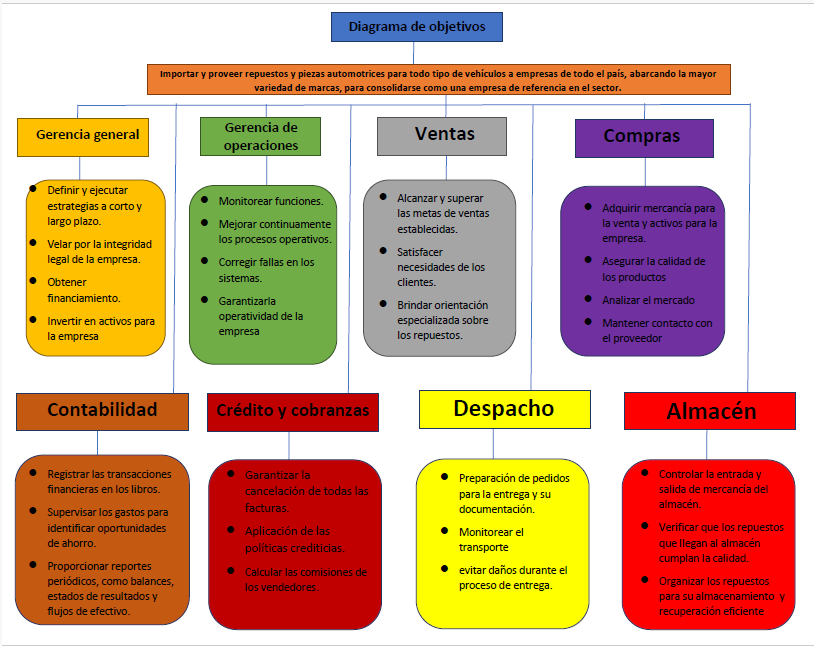 Diagrama de objetivos
Importar y proveer repuestos y piezas automotrices para todo tipo de vehículos a empresas de todo el país, abarcando la mayor
variedad de marcas, para consolidarse como una empresa de referencia en el sector.
Gerencia general
Definir y ejecutar
estrategias a corto y
largo plazo.
Velar por la integridad
legal de la empresa.
Obtener
financiamiento.
Invertir en activos para
la empresa
Gerencia de
operaciones
Monitorear funciones.
Mejorar continuamente
los procesos operativos.
Corregir fallas en los
sistemas.
Garantizarla
operatividad de la
empresa
Ventas
Alcanzar y superar
las metas de ventas
establecidas.
Satisfacer
necesidades de los
clientes.
Brindar orientación
especializada sobre
los repuestos.
Compras
Adquirir mercancía para
la venta y activos para la
empresa.
Asegurar la calidad de
los productos
Analizar el mercado
Mantener contacto con
el proveedor
Contabilidad
Registrar las transacciones
financieras en los libros.
Supervisar los gastos para
identificar oportunidades
de ahorro.
Proporcionar reportes
periódicos, como balances,
estados de resultados y
flujos de efectivo.
Crédito y cobranzas
Garantizar la
cancelación de todas las
facturas.
Aplicación de las
políticas crediticias.
Calcular las comisiones de
los vendedores.
Despacho
Preparación de pedidos
para la entrega y su
documentación.
Monitorear el
transporte
evitar daños durante el
proceso de entrega.
Almacén
Controlar la entrada y
salida de mercancía del
almacén.
Verificar que los repuestos
que llegan al almacén
cumplan la calidad.
Organizar los repuestos
para su almacenamiento y
recuperación eficiente